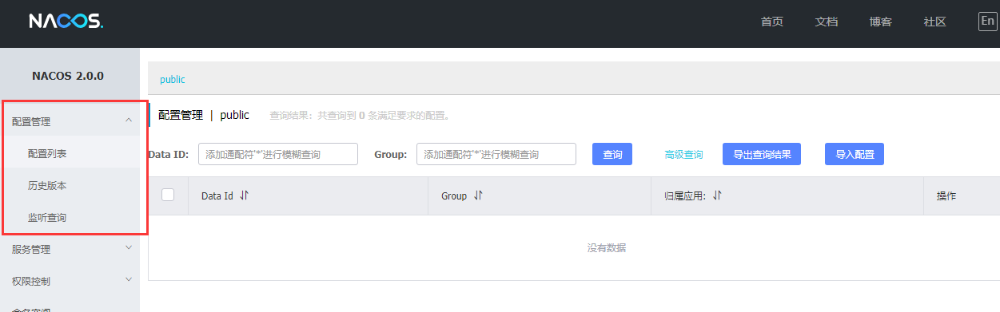 NACOS. 首页 文档 博客 社区 En
NACOS 2.0.0
public
配置管理
配置列表
历史版本
监听查询
服务管理
权限控制
命名空间
配置管理 | public 查询结果：共查询到 0 条满足要求的配置。
Data ID: 添加通配符'*'进行模糊查询 Group: 添加通配符'*'进行模糊查询 查询 高级查询 导出查询结果 导入配置
Data Id Group 归属应用: 操作
没有数据